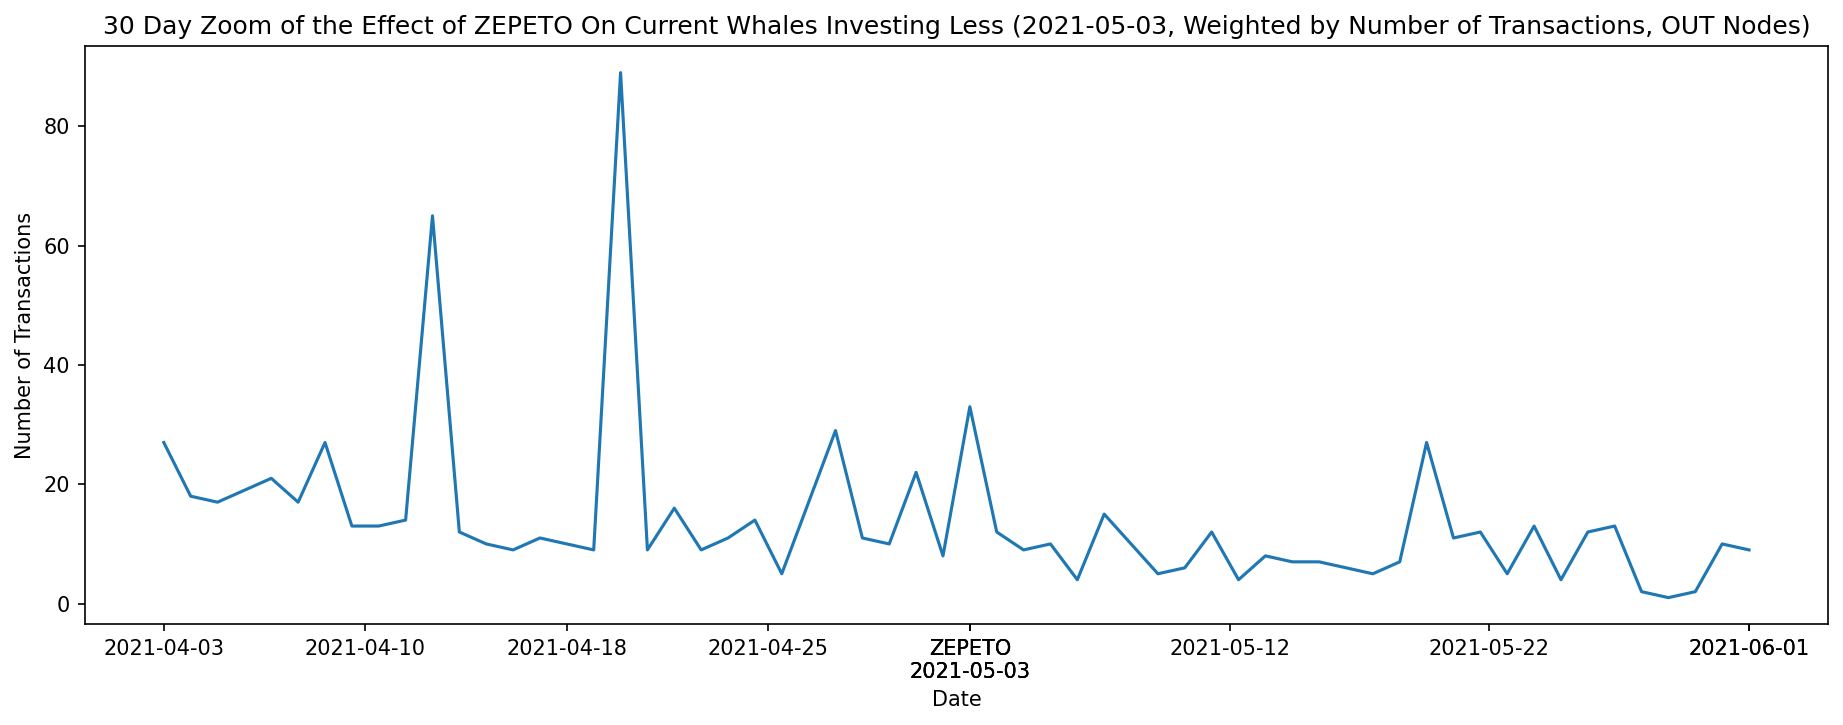 30 Day Zoom of the Effect of ZEPETO On Current Whales Investing Less (2021-05-03, Weighted by Number of Transactions, OUT Nodes)
Number of Transactions
80
60
40
20
0
2021-04-03 2021-04-10 2021-04-18 2021-04-25 ZEPETO 2021-05-12 2021-05-22 2021-06-01
2021-05-03
Date